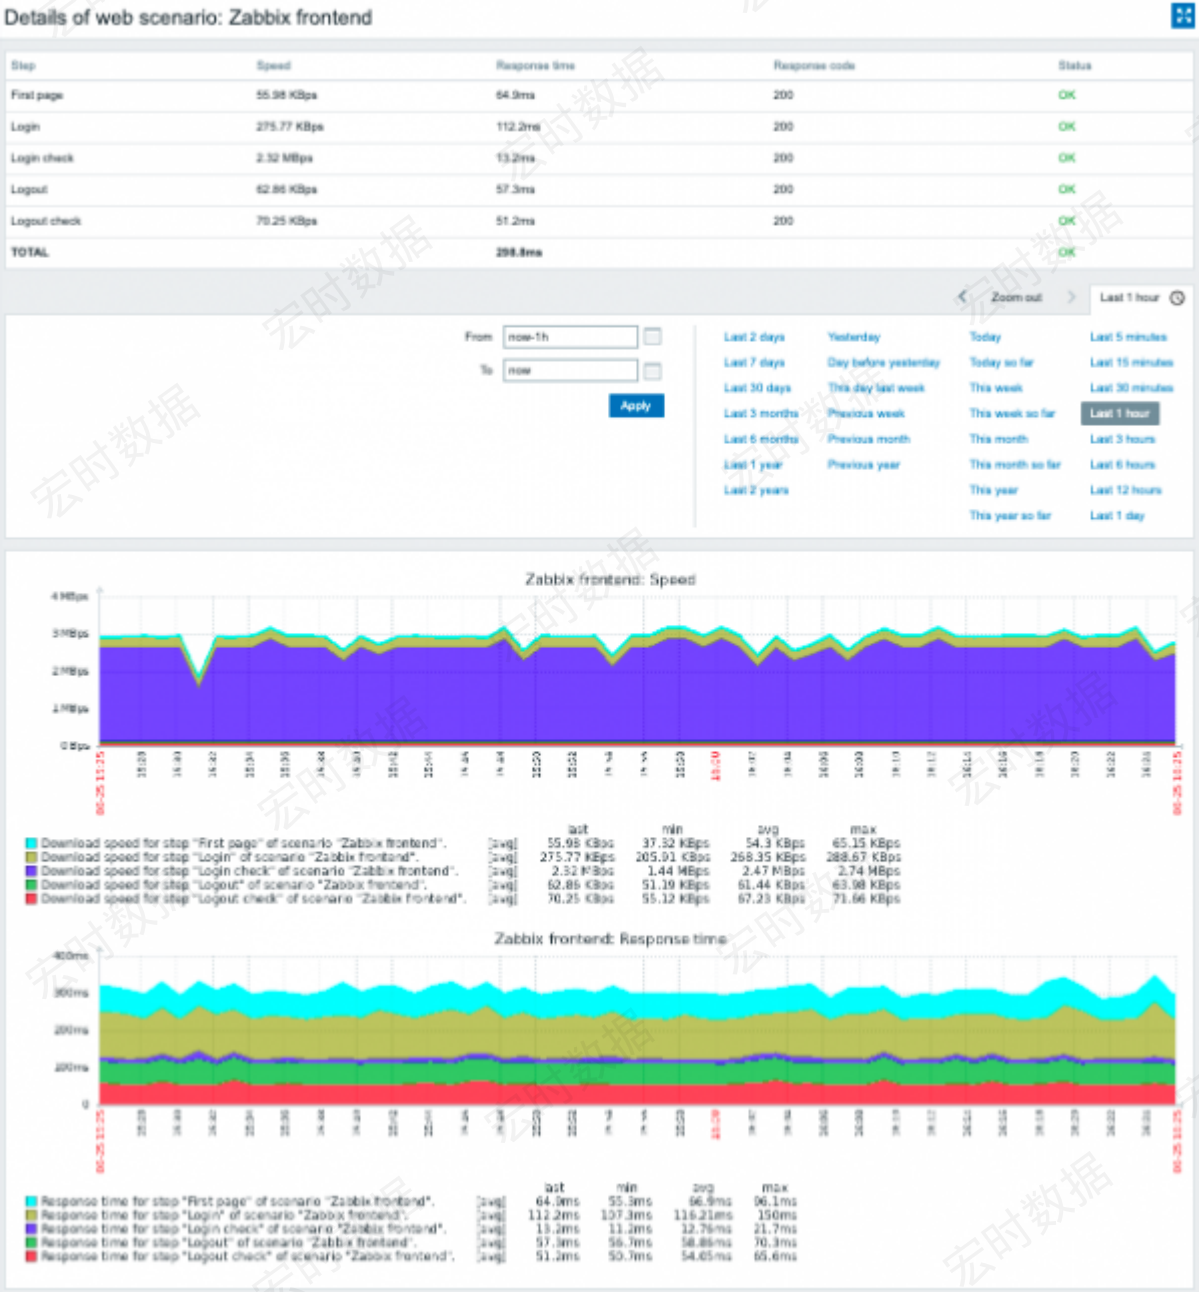 Details of web scenario: Zabbix frontend
Step Speed Response time Response code Status
First page 55.98 KBps 64.9ms 200 OK
Login 275.77 KBps 112.2ms 200 OK
Login check 2.32 MBps 13.2ms 200 OK
Logout 62.86 KBps 57.3ms 200 OK
Logout check 70.25 KBps 51.2ms 200 OK
TOTAL 298.8ms OK
Zoom out Last 1 hour
From now-1h
To now
Apply
Last 2 days Yesterday Today Last 5 minutes
Last 7 days Day before yesterday Today so far Last 15 minutes
Last 30 days This day last week This week Last 30 minutes
Last 3 months Previous week This week so far Last 1 hour
Last 6 months Previous month This month Last 3 hours
Last 1 year Previous year This month so far Last 6 hours
Last 2 years This year Last 12 hours
This year so far Last 1 day
Zabbix frontend: Speed
4 MBps
3 MBps
2 MBps
1 MBps
0 Bps
last min avg max
Download speed for step "First page" of scenario "Zabbix frontend". [avg] 55.98 KBps 37.32 KBps 54.3 KBps 65.15 KBps
Download speed for step "Login" of scenario "Zabbix frontend". [avg] 275.77 KBps 205.91 KBps 268.35 KBps 288.67 KBps
Download speed for step "Login check" of scenario "Zabbix frontend". [avg] 2.32 MBps 1.44 MBps 2.47 MBps 2.74 MBps
Download speed for step "Logout" of scenario "Zabbix frontend". [avg] 62.86 KBps 51.19 KBps 61.44 KBps 63.98 KBps
Download speed for step "Logout check" of scenario "Zabbix frontend". [avg] 70.25 KBps 55.12 KBps 67.23 KBps 71.66 KBps
Zabbix frontend: Response time
400ms
300ms
200ms
100ms
0
last min avg max
Response time for step "First page" of scenario "Zabbix frontend". [avg] 64.9ms 55.3ms 66.9ms 96.1ms
Response time for step "Login" of scenario "Zabbix frontend". [avg] 112.2ms 107.3ms 116.21ms 150ms
Response time for step "Login check" of scenario "Zabbix frontend". [avg] 13.2ms 11.2ms 12.76ms 21.7ms
Response time for step "Logout" of scenario "Zabbix frontend". [avg] 57.3ms 56.7ms 58.86ms 70.3ms
Response time for step "Logout check" of scenario "Zabbix frontend". [avg] 51.2ms 50.7ms 54.05ms 65.6ms
宏时数据